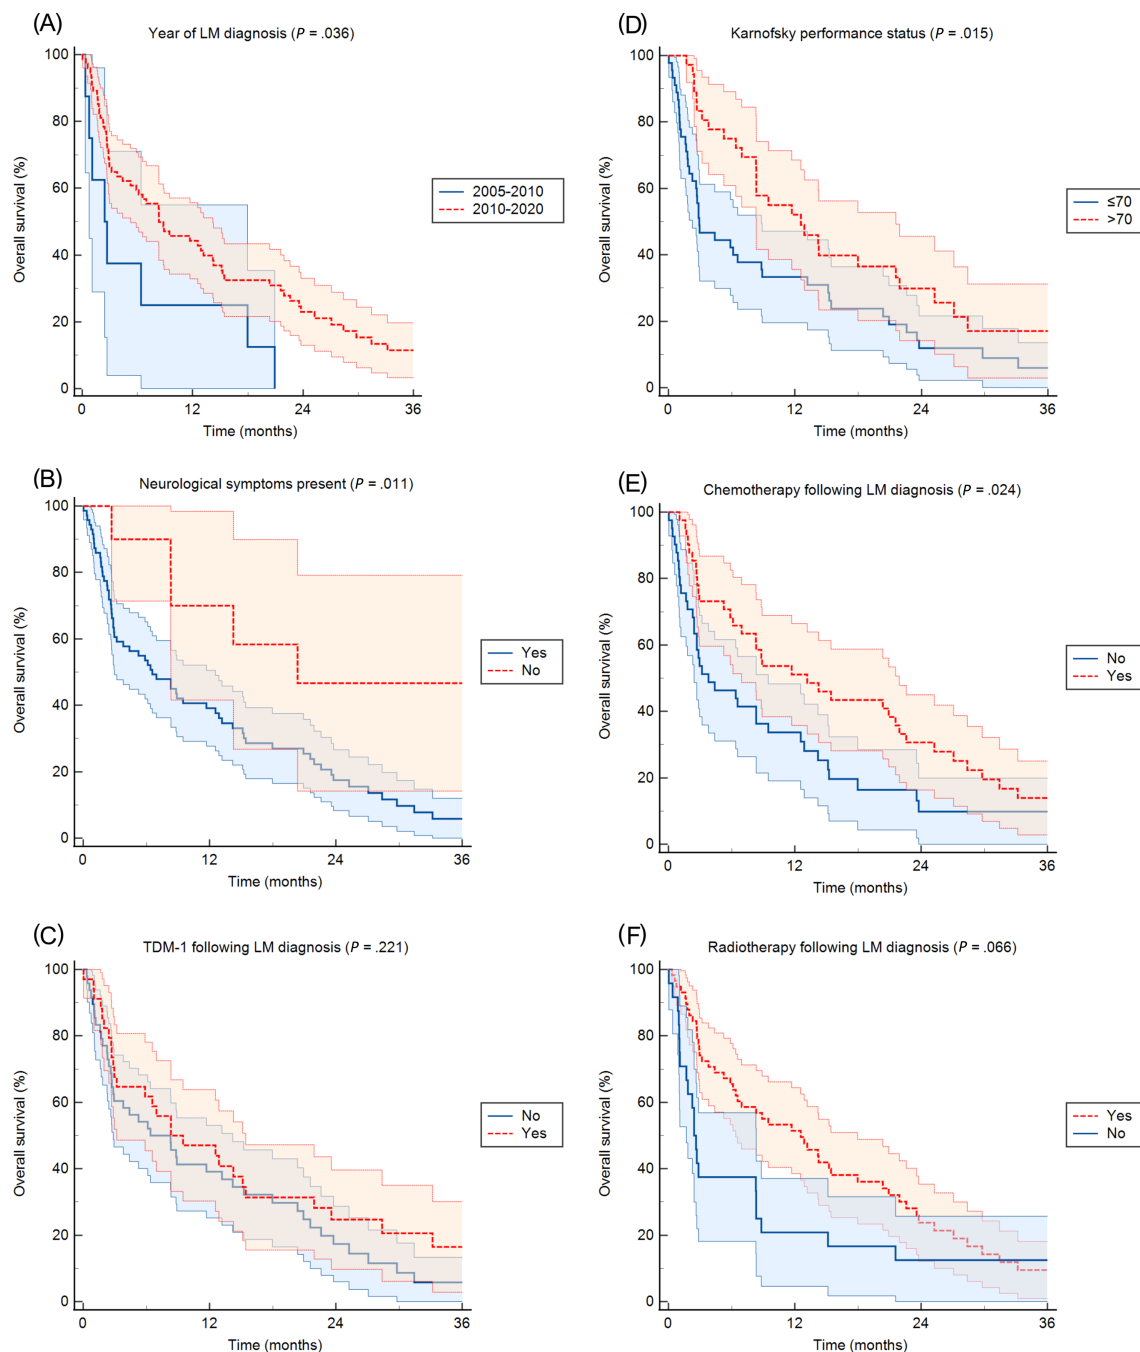 (A)
Year of LM diagnosis (P = .036)
Overall survival (%)
100
80
60
40
20
0
0 12 24 36
Time (months)
2005-2010
2010-2020
(D)
Karnofsky performance status (P = .015)
Overall survival (%)
100
80
60
40
20
0
0 12 24 36
Time (months)
≤70
>70
(B)
Neurological symptoms present (P = .011)
Overall survival (%)
100
80
60
40
20
0
0 12 24 36
Time (months)
Yes
No
(E)
Chemotherapy following LM diagnosis (P = .024)
Overall survival (%)
100
80
60
40
20
0
0 12 24 36
Time (months)
No
Yes
(C)
TDM-1 following LM diagnosis (P = .221)
Overall survival (%)
100
80
60
40
20
0
0 12 24 36
Time (months)
No
Yes
(F)
Radiotherapy following LM diagnosis (P = .066)
Overall survival (%)
100
80
60
40
20
0
0 12 24 36
Time (months)
Yes
No